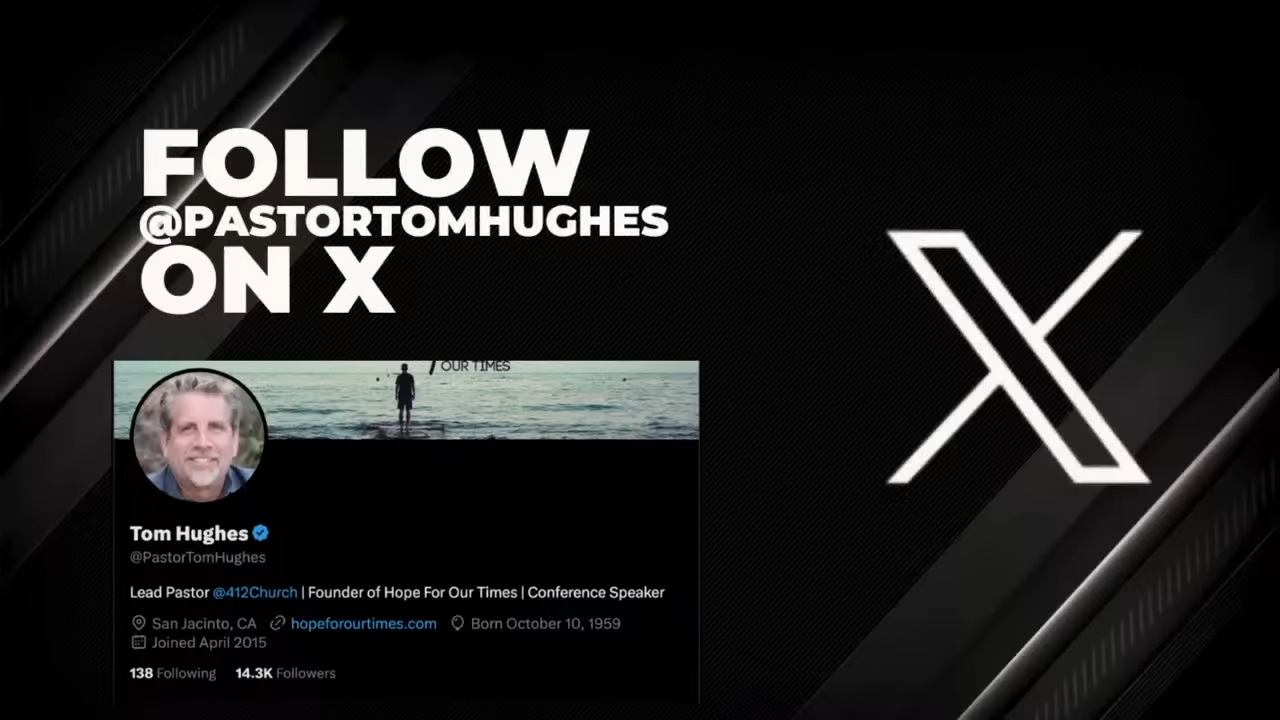 FOLLOW
@PASTORTOMHUGHES
ON X
OUR TIMES
Tom Hughes
@PastorTomHughes
Lead Pastor @412Church | Founder of Hope For Our Times | Conference Speaker
San Jacinto, CA hopeforourtimes.com Born October 10, 1959
Joined April 2015
138 Following 14.3K Followers